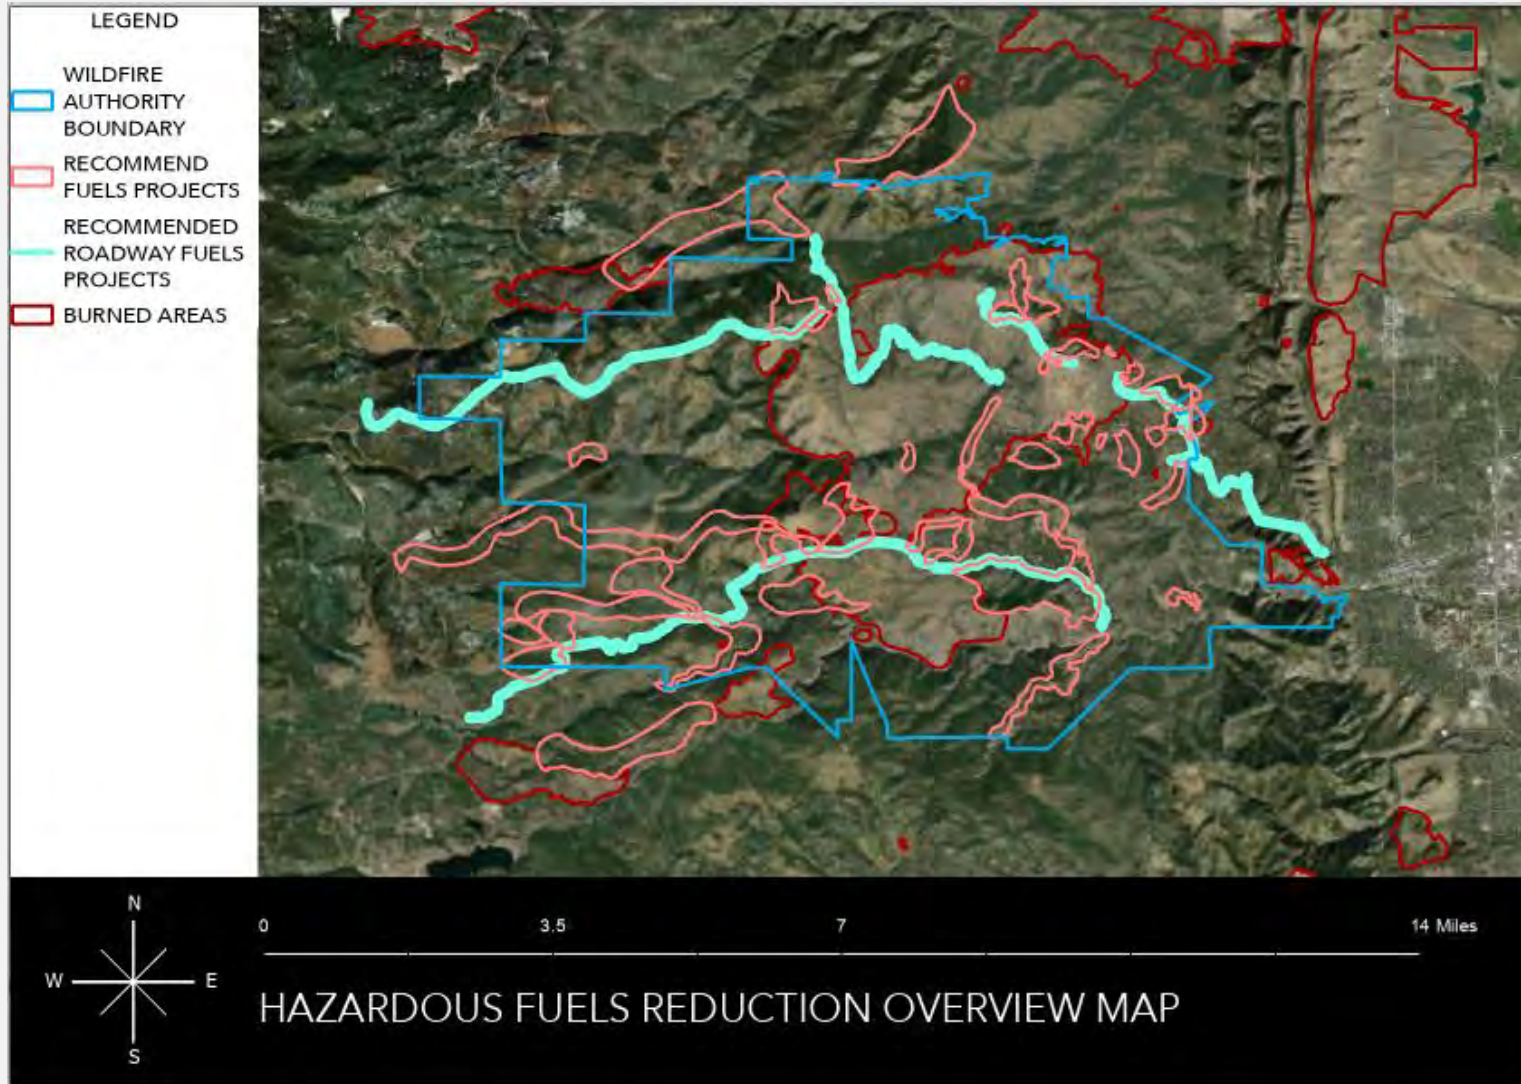 LEGEND
WILDFIRE
AUTHORITY
BOUNDARY
RECOMMEND
FUELS PROJECTS
RECOMMENDED
ROADWAY FUELS
PROJECTS
BURNED AREAS
N
W
E
S
0
3.5
7
14 Miles
HAZARDOUS FUELS REDUCTION OVERVIEW MAP